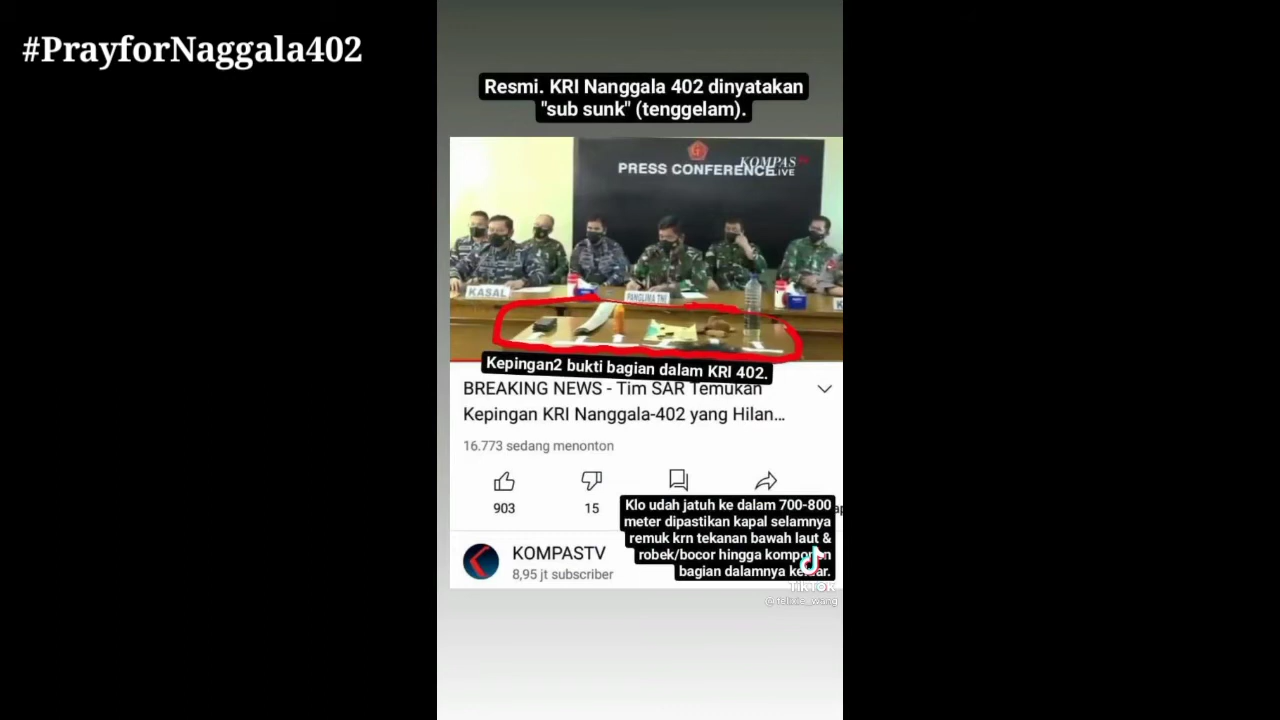 #PrayforNaggala402
Resmi. KRI Nanggala 402 dinyatakan
"sub sunk" (tenggelam).
PRESS CONFERENCE
KOMPAS
LIVE
KASAL
PANGLIMA TNI
Kepingan2 bukti bagian dalam KRI 402.
BREAKING NEWS - Tim SAR Temukan
Kepingan KRI Nanggala-402 yang Hilan...
16.773 sedang menonton
903
15
Klo udah jatuh ke dalam 700-800
meter dipastikan kapal selamnya
remuk krn tekanan bawah laut &
robek/bocor hingga komponen
bagian dalamnya keluar.
KOMPASTV
8,95 jt subscriber
TikTok
@felixie_wang